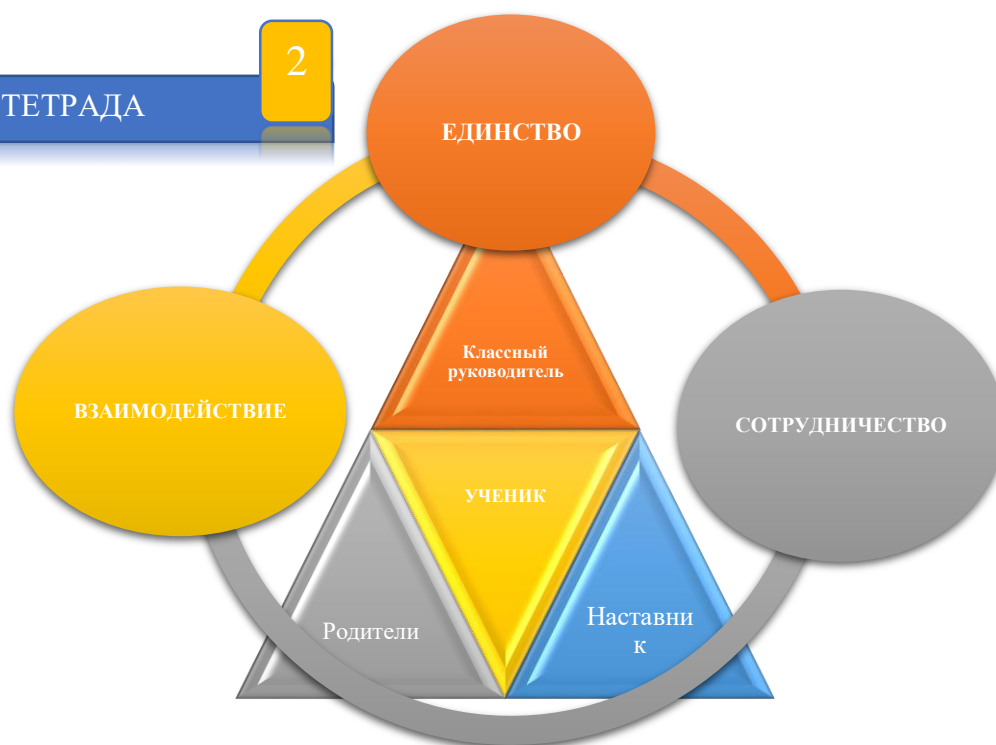 2
ТЕТРАДА
ЕДИНСТВО
ВЗАИМОДЕЙСТВИЕ
СОТРУДНИЧЕСТВО
Классный
руководитель
УЧЕНИК
Родители
Наставни
к